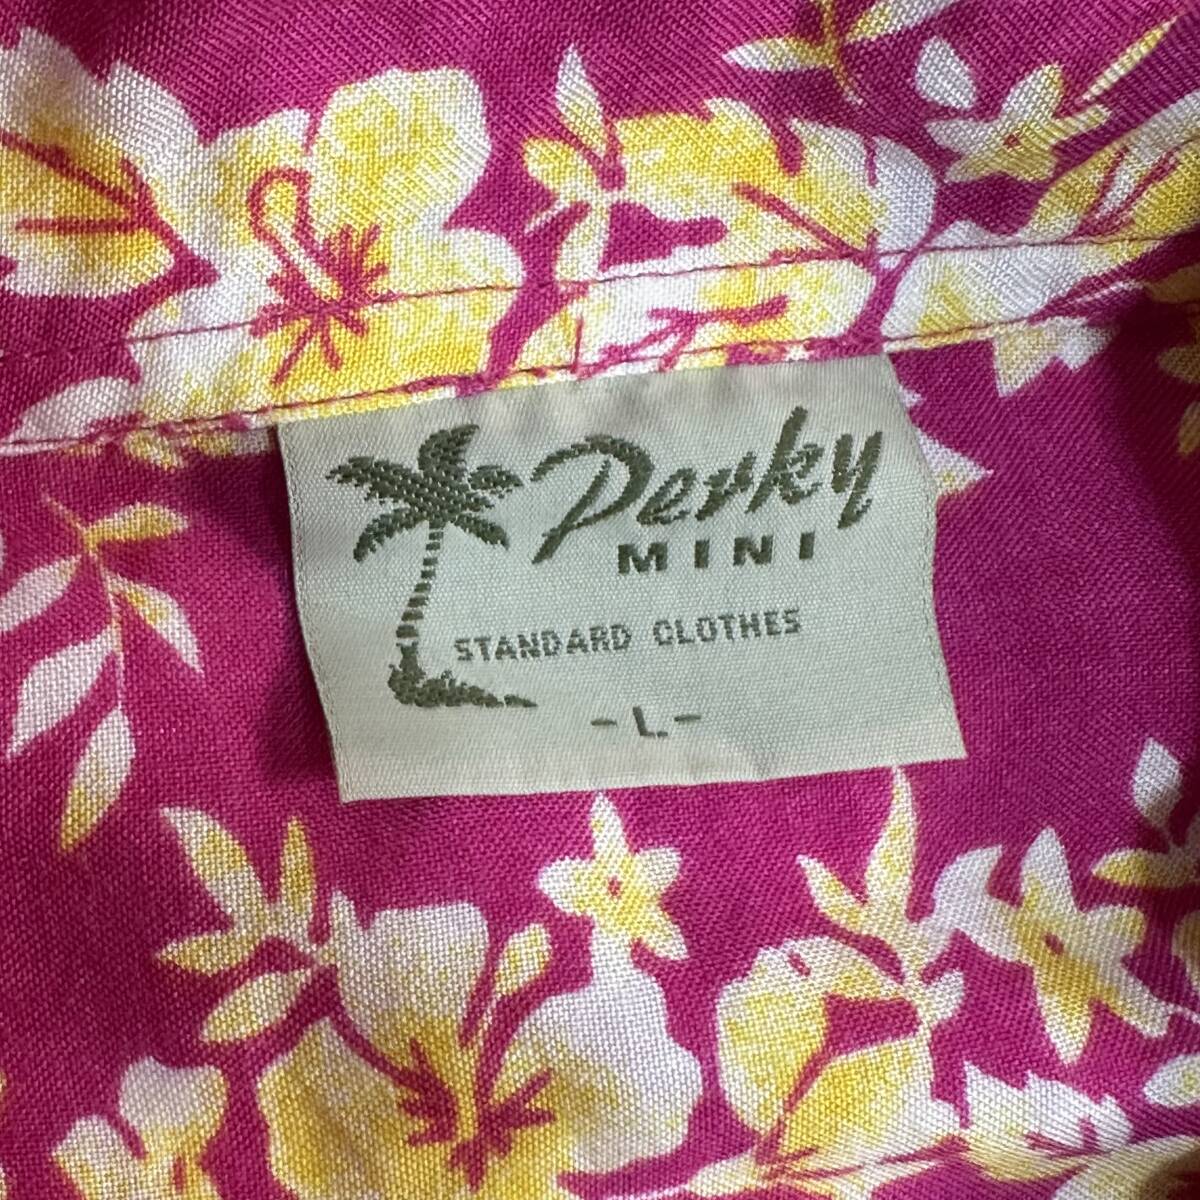 Perky
MINI
STANDARD CLOTHES
- L. -